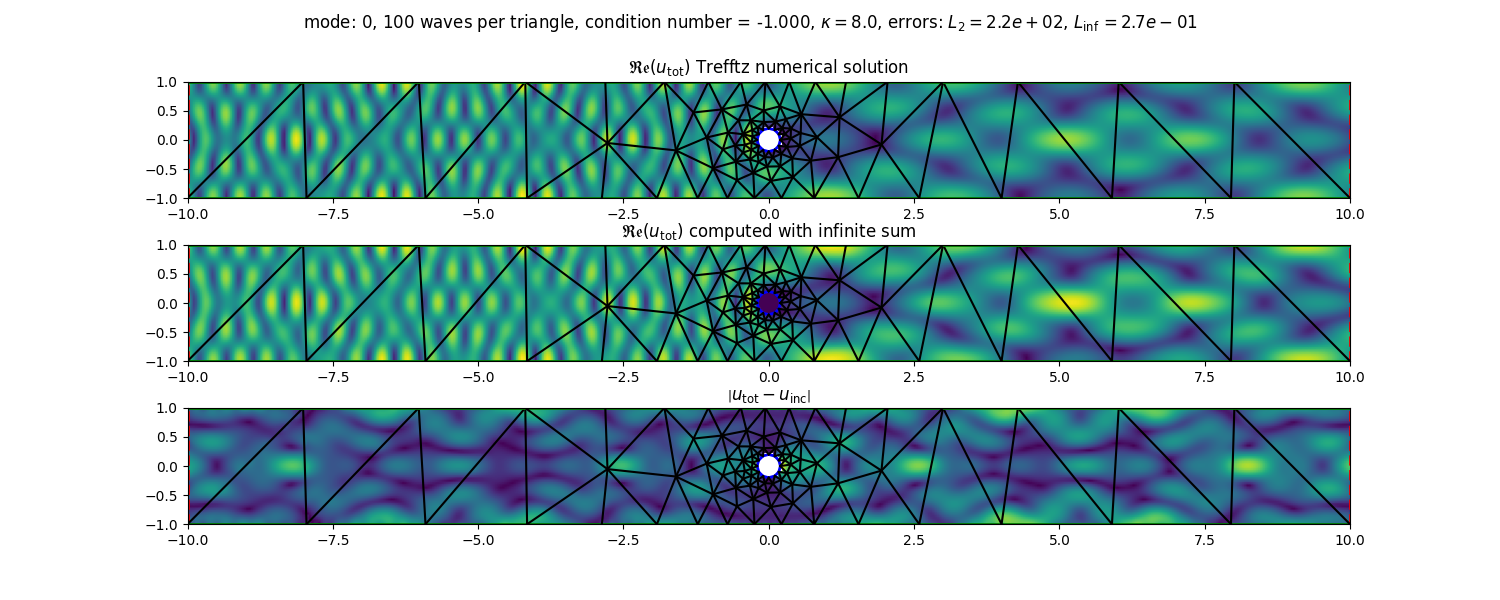 mode: 0, 100 waves per triangle, condition number = -1.000, κ = 8.0, errors: L₂ = 2.2e + 02, L_inf = 2.7e − 01
ℜ𝔢(u_tot) Trefftz numerical solution
1.0
0.5
0.0
−0.5
−1.0
−10.0 −7.5 −5.0 −2.5 0.0 2.5 5.0 7.5 10.0
ℜ𝔢(u_tot) computed with infinite sum
1.0
0.5
0.0
−0.5
−1.0
−10.0 −7.5 −5.0 −2.5 0.0 2.5 5.0 7.5 10.0
|u_tot − u_inc|
1.0
0.5
0.0
−0.5
−1.0
−10.0 −7.5 −5.0 −2.5 0.0 2.5 5.0 7.5 10.0